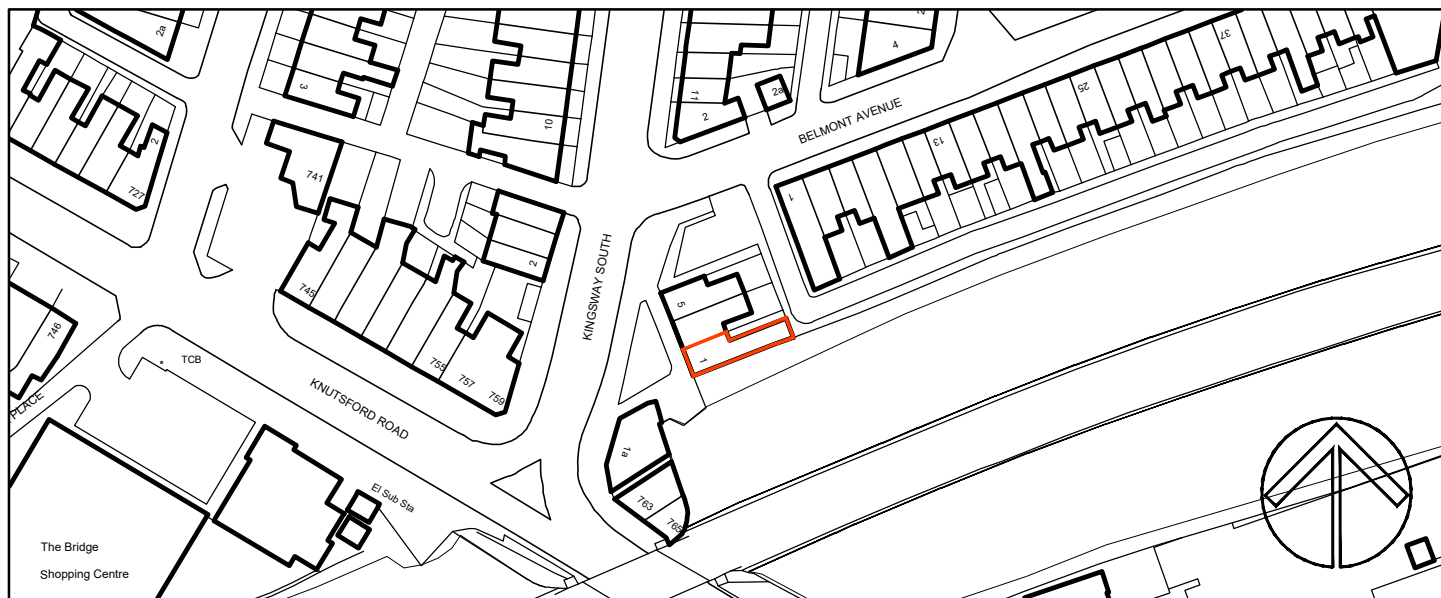 2a
3
10
11
2
2a
4
2
37
25
13
1
BELMONT AVENUE
2
727
741
745
755
757
759
2
KINGSWAY SOUTH
5
1
746
TCB
KNUTSFORD ROAD
PLACE
1a
763
765
El Sub Sta
The Bridge
Shopping Centre